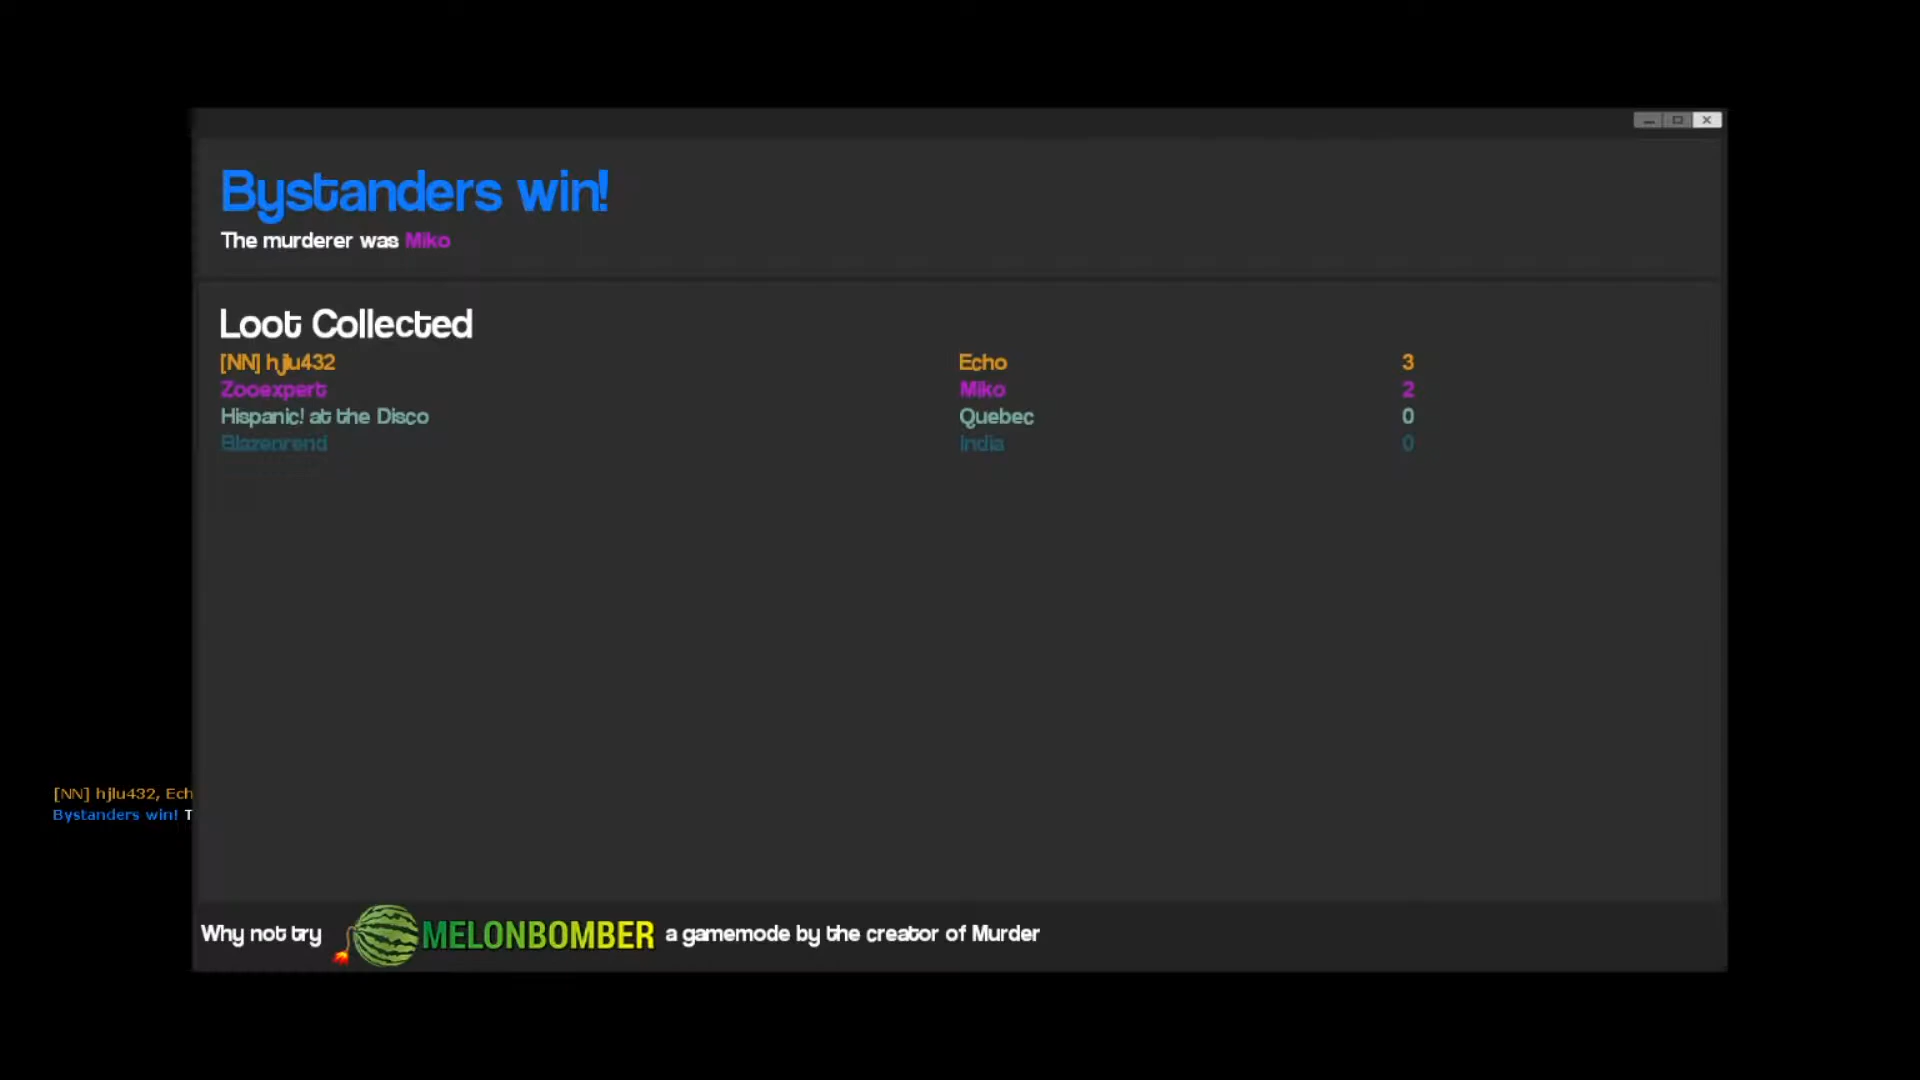 Bystanders win!
The murderer was Miko
Loot Collected
[NN] hjlu432 Echo 3
Zooexpert Miko 2
Hispanic! at the Disco Quebec 0
Blazenrend India 0
[NN] hjlu432, Ech
Bystanders win! T
Why not try MELONBOMBER a gamemode by the creator of Murder